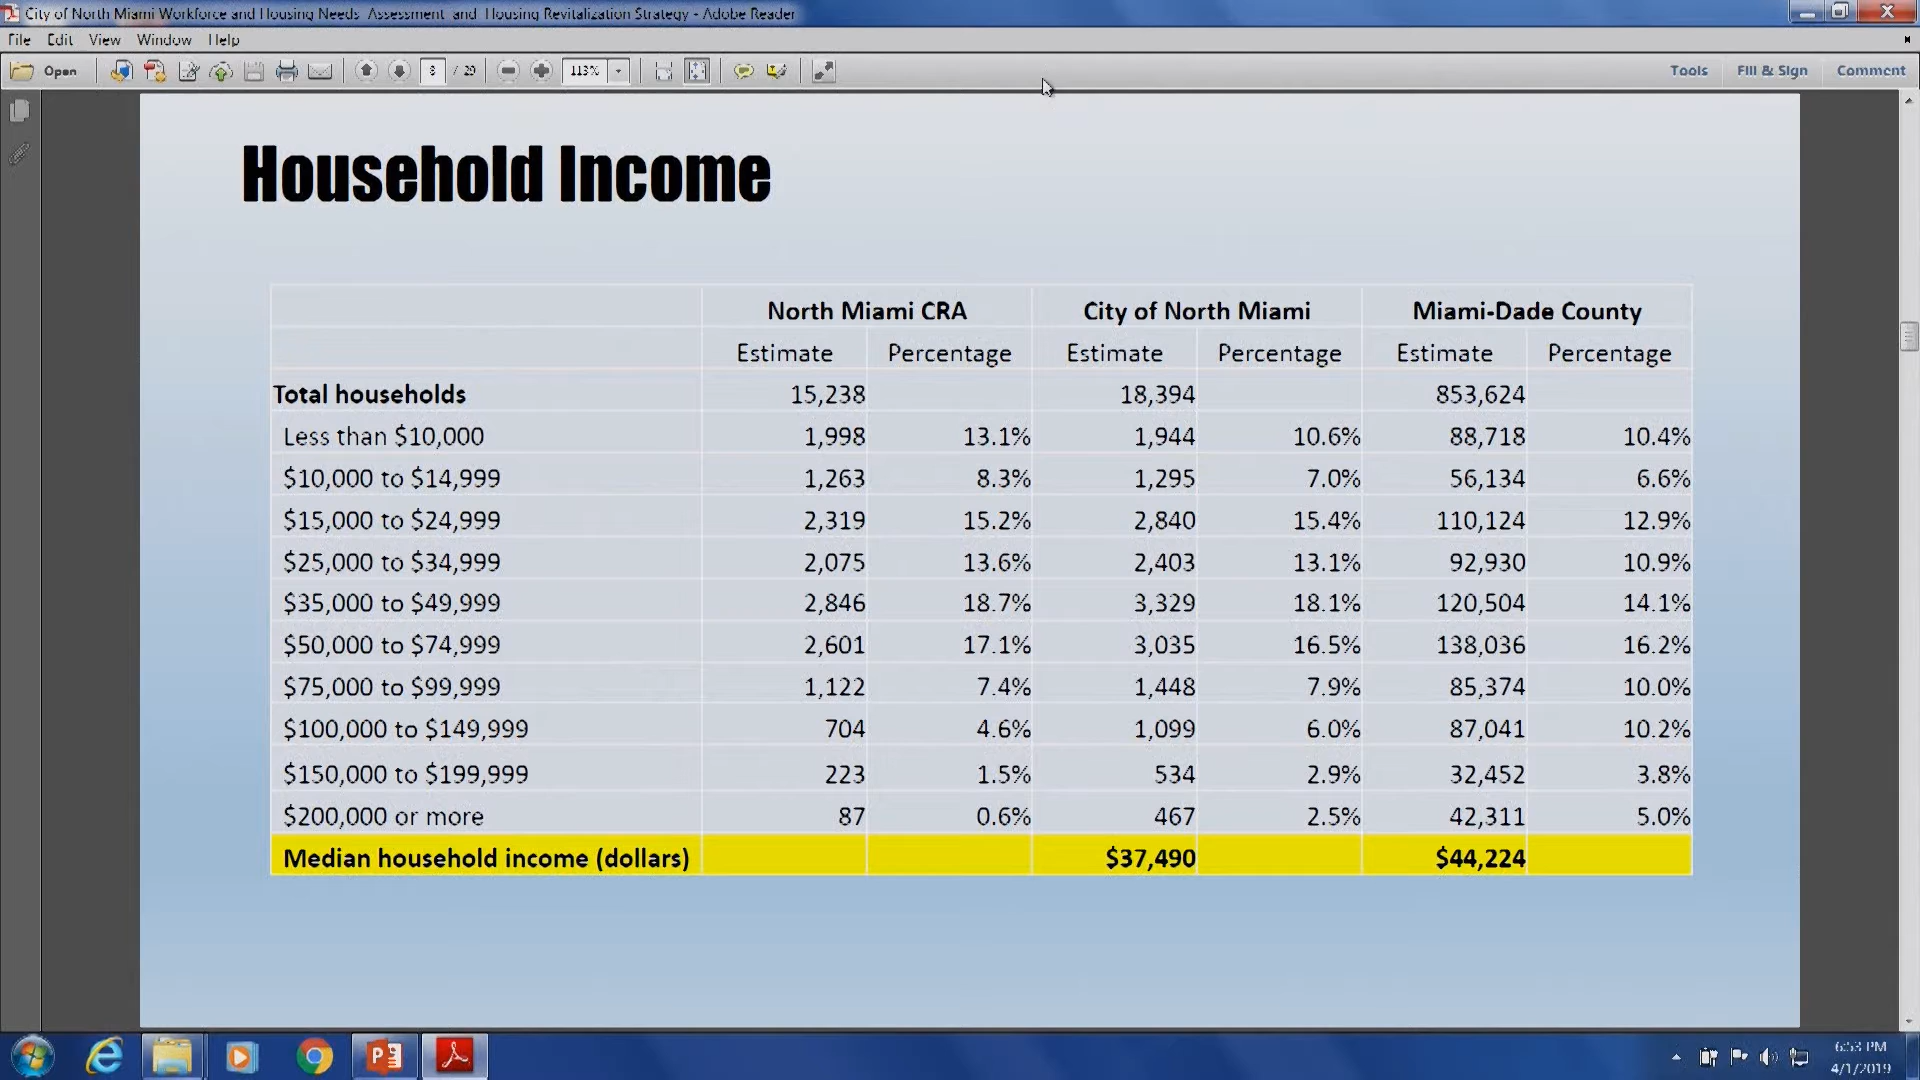 City of North Miami Workforce and Housing Needs Assessment and Housing Revitalization Strategy - Adobe Reader
File Edit View Window Help
Open 8 / 29 113% Tools Fill & Sign Comment
Household Income
North Miami CRA City of North Miami Miami-Dade County
Estimate Percentage Estimate Percentage Estimate Percentage
Total households 15,238 18,394 853,624
Less than $10,000 1,998 13.1% 1,944 10.6% 88,718 10.4%
$10,000 to $14,999 1,263 8.3% 1,295 7.0% 56,134 6.6%
$15,000 to $24,999 2,319 15.2% 2,840 15.4% 110,124 12.9%
$25,000 to $34,999 2,075 13.6% 2,403 13.1% 92,930 10.9%
$35,000 to $49,999 2,846 18.7% 3,329 18.1% 120,504 14.1%
$50,000 to $74,999 2,601 17.1% 3,035 16.5% 138,036 16.2%
$75,000 to $99,999 1,122 7.4% 1,448 7.9% 85,374 10.0%
$100,000 to $149,999 704 4.6% 1,099 6.0% 87,041 10.2%
$150,000 to $199,999 223 1.5% 534 2.9% 32,452 3.8%
$200,000 or more 87 0.6% 467 2.5% 42,311 5.0%
Median household income (dollars) $37,490 $44,224
6:53 PM
4/1/2019